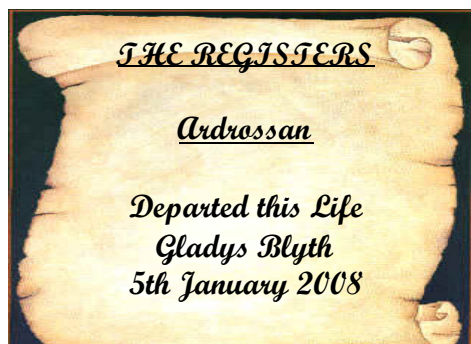 THE REGISTERS
Ardrossan
Departed this Life
Gladys Blyth
5th January 2008